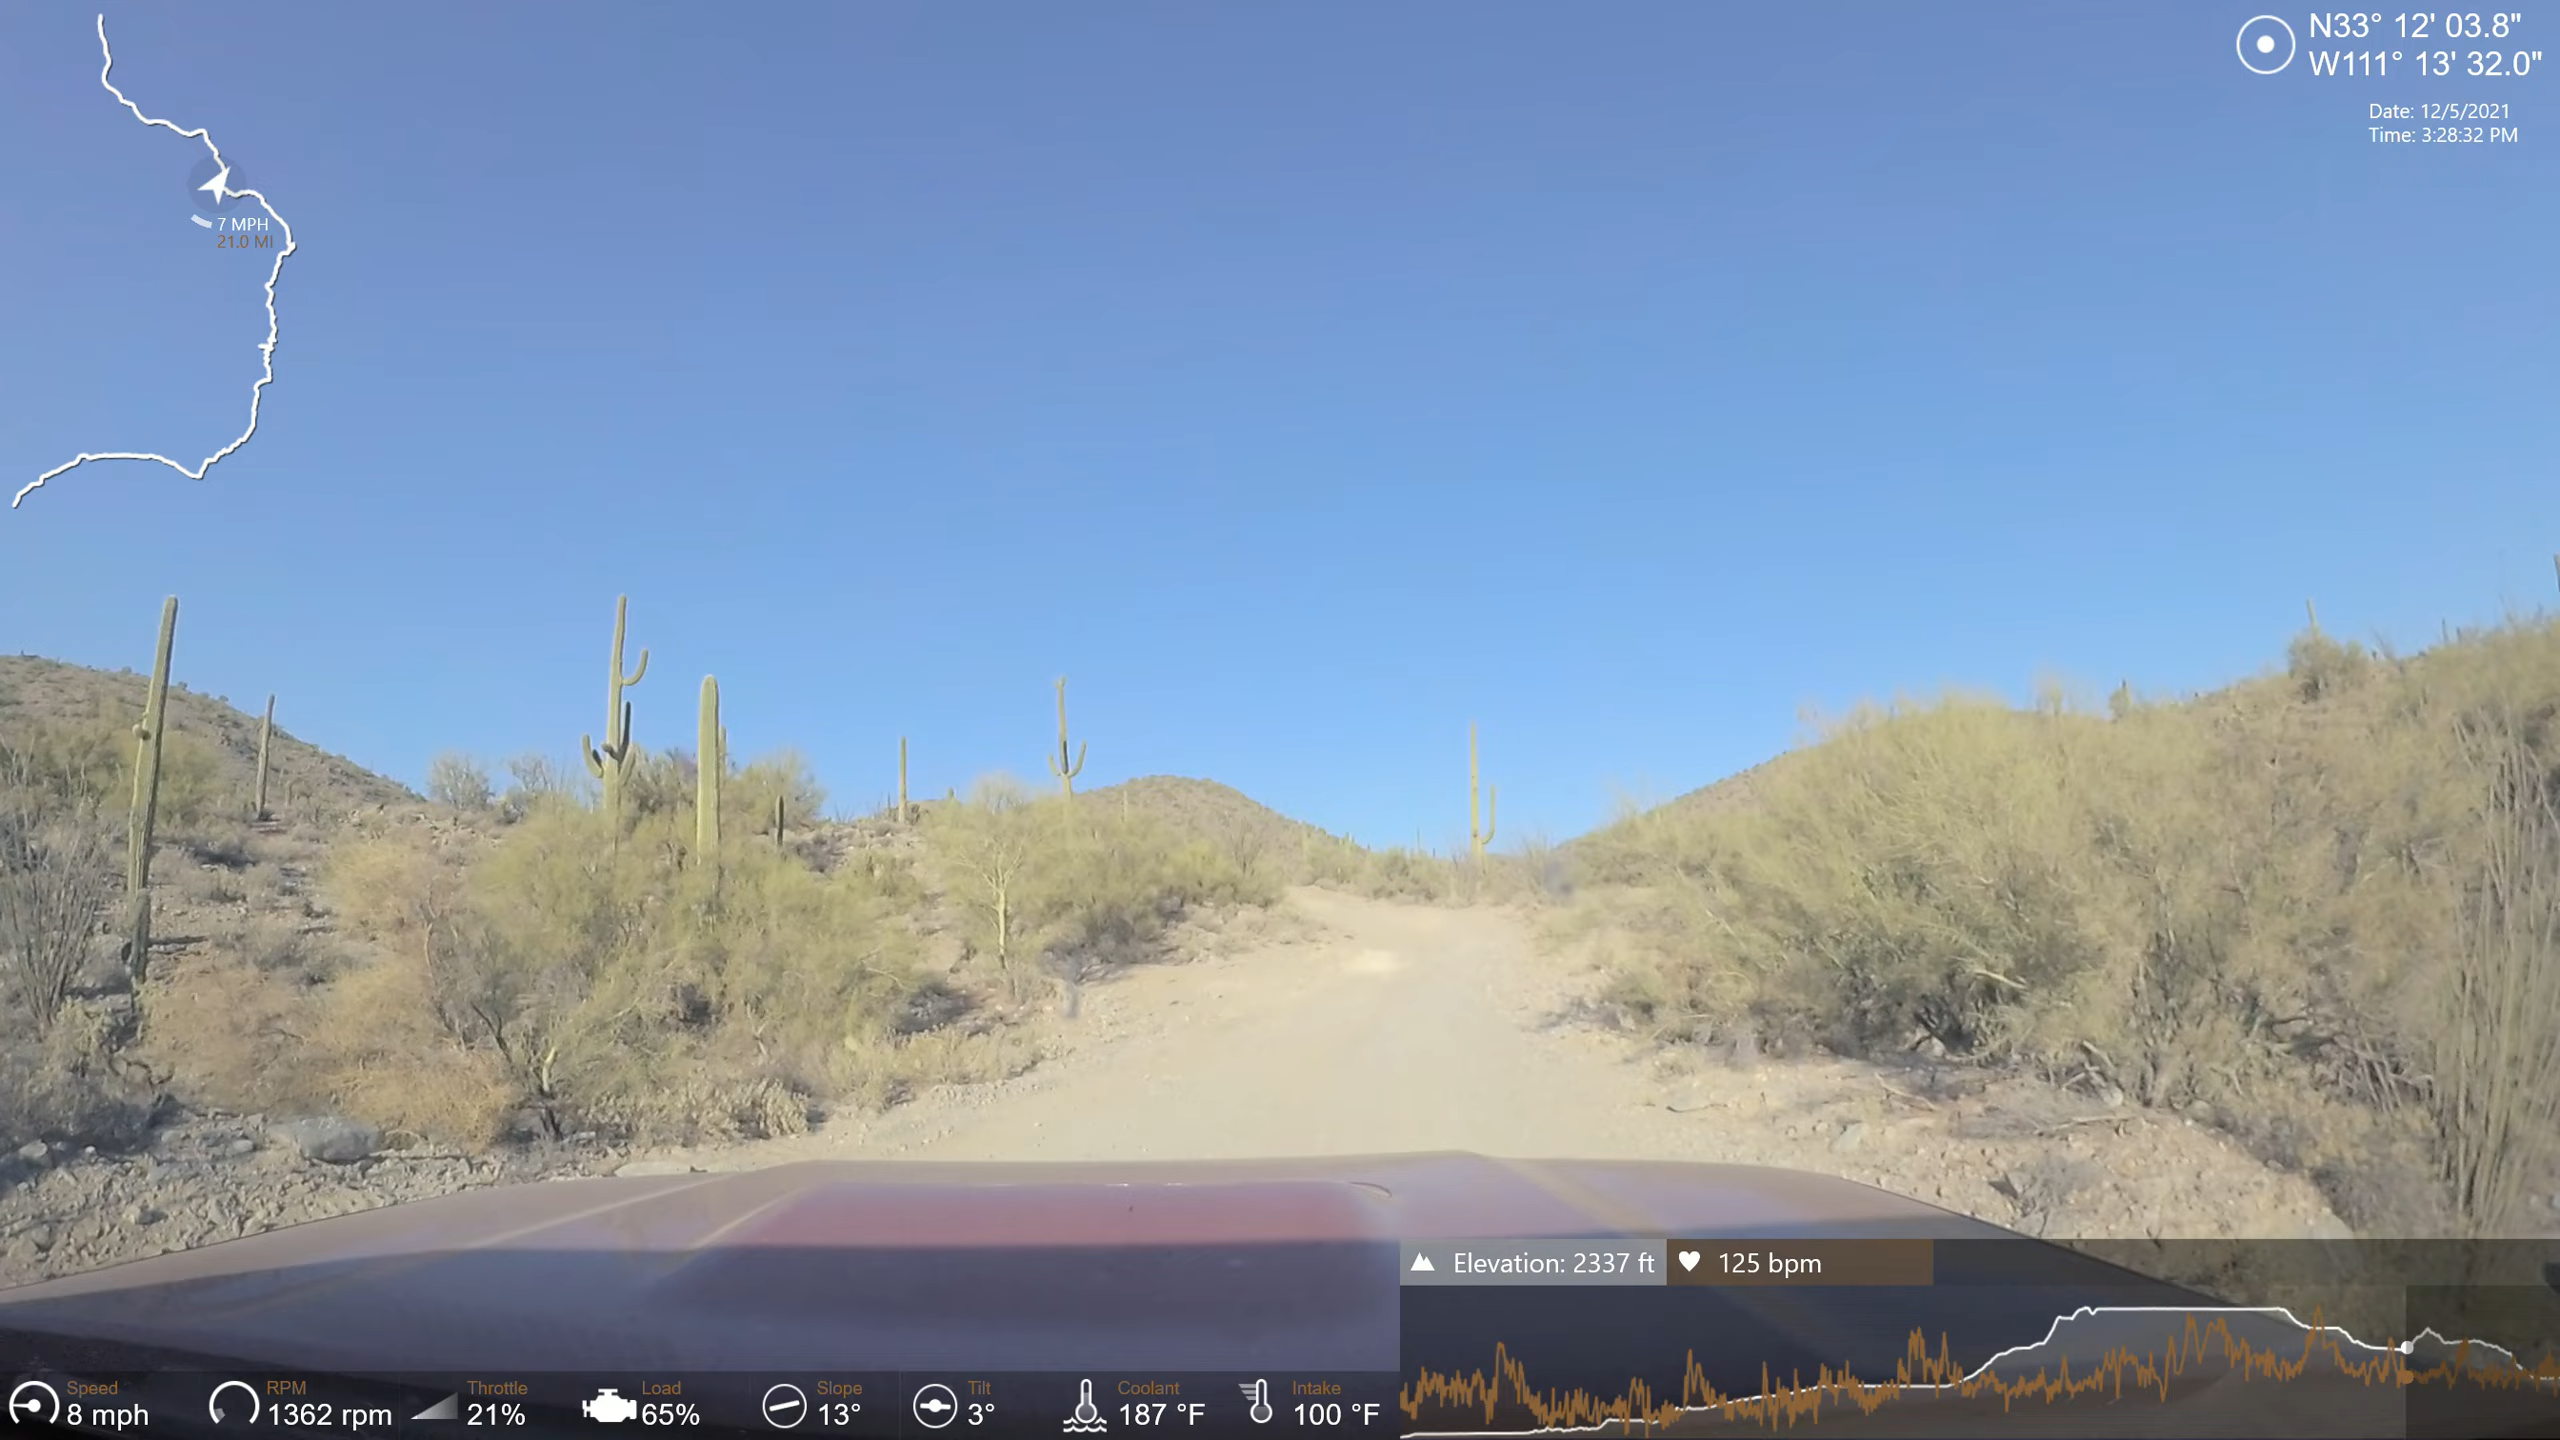 N33° 12' 03.8"
W111° 13' 32.0"
Date: 12/5/2021
Time: 3:28:32 PM
7 MPH
21.0 MI
Elevation: 2337 ft
125 bpm
Speed
8 mph
RPM
1362 rpm
Throttle
21%
Load
65%
Slope
13°
Tilt
3°
Coolant
187 °F
Intake
100 °F